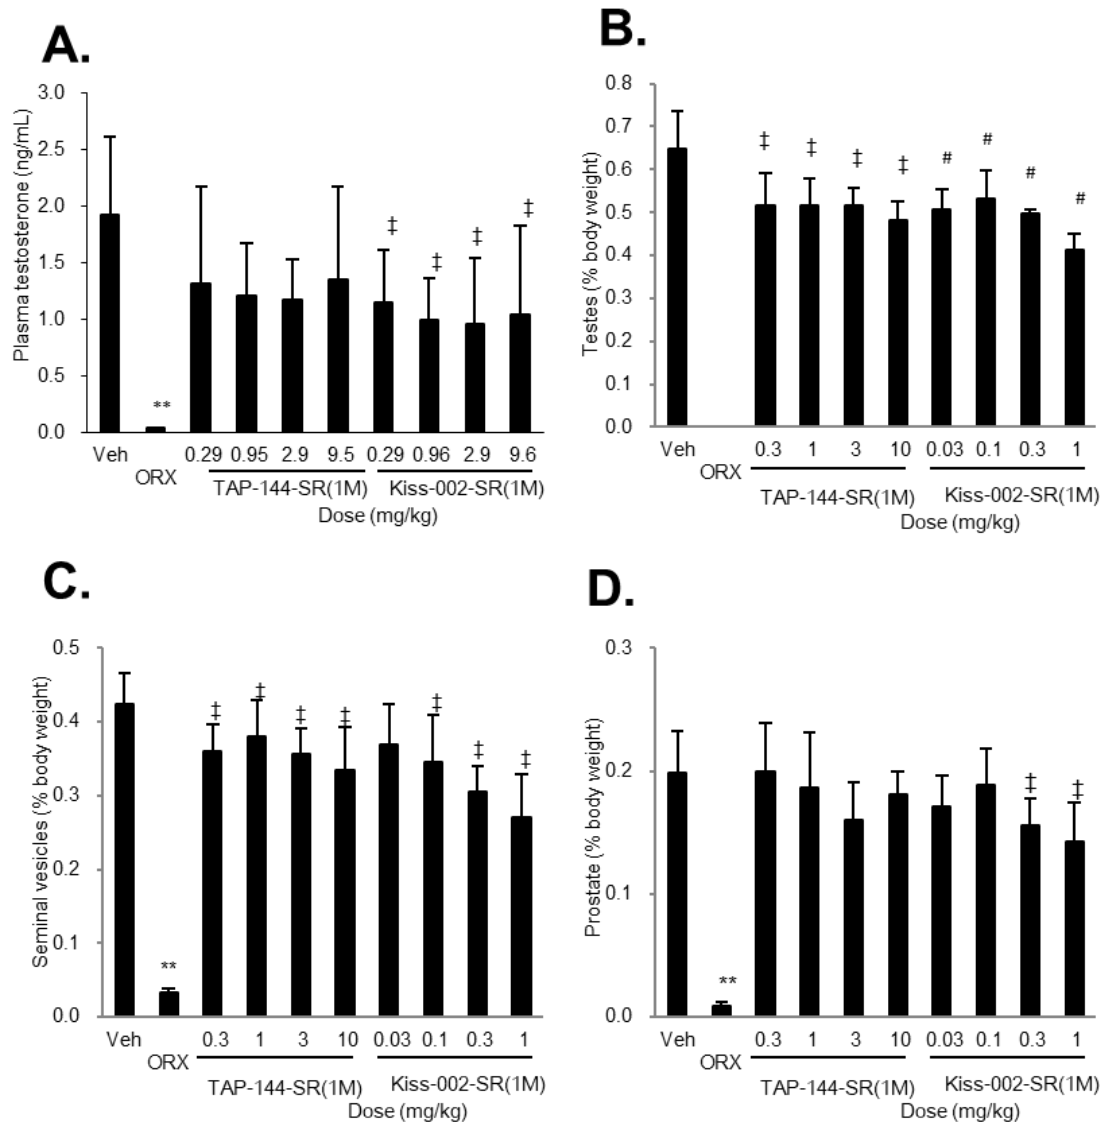 A.
Plasma testosterone (ng/mL)
3.0
2.5
2.0
1.5
1.0
0.5
0.0
**
‡ ‡ ‡ ‡
Veh
ORX
0.29 0.95 2.9 9.5 0.29 0.96 2.9 9.6
TAP-144-SR(1M) Kiss-002-SR(1M)
Dose (mg/kg)
B.
Testes (% body weight)
0.8
0.7
0.6
0.5
0.4
0.3
0.2
0.1
0.0
‡ ‡ ‡ ‡ # # # #
Veh
ORX
0.3 1 3 10 0.03 0.1 0.3 1
TAP-144-SR(1M) Kiss-002-SR(1M)
Dose (mg/kg)
C.
Seminal vesicles (% body weight)
0.5
0.4
0.3
0.2
0.1
0.0
**
‡ ‡ ‡ ‡ ‡ ‡ ‡
Veh
ORX
0.3 1 3 10 0.03 0.1 0.3 1
TAP-144-SR(1M) Kiss-002-SR(1M)
Dose (mg/kg)
D.
Prostate (% body weight)
0.3
0.2
0.1
0.0
**
‡ ‡
Veh
ORX
0.3 1 3 10 0.03 0.1 0.3 1
TAP-144-SR(1M) Kiss-002-SR(1M)
Dose (mg/kg)